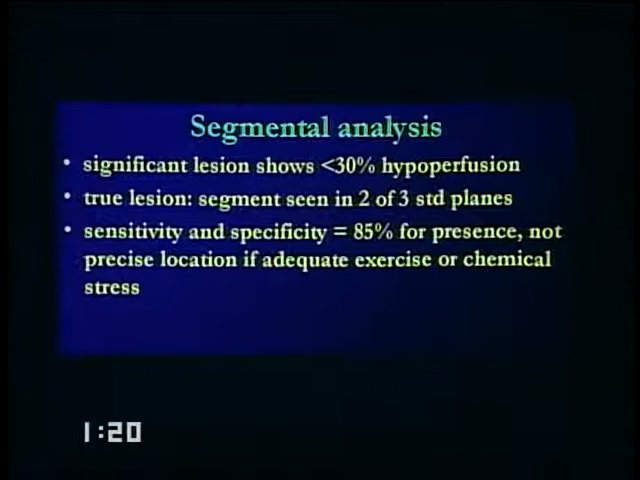 Segmental analysis
• significant lesion shows <30% hypoperfusion
• true lesion: segment seen in 2 of 3 std planes
• sensitivity and specificity = 85% for presence, not
precise location if adequate exercise or chemical
stress
1:20